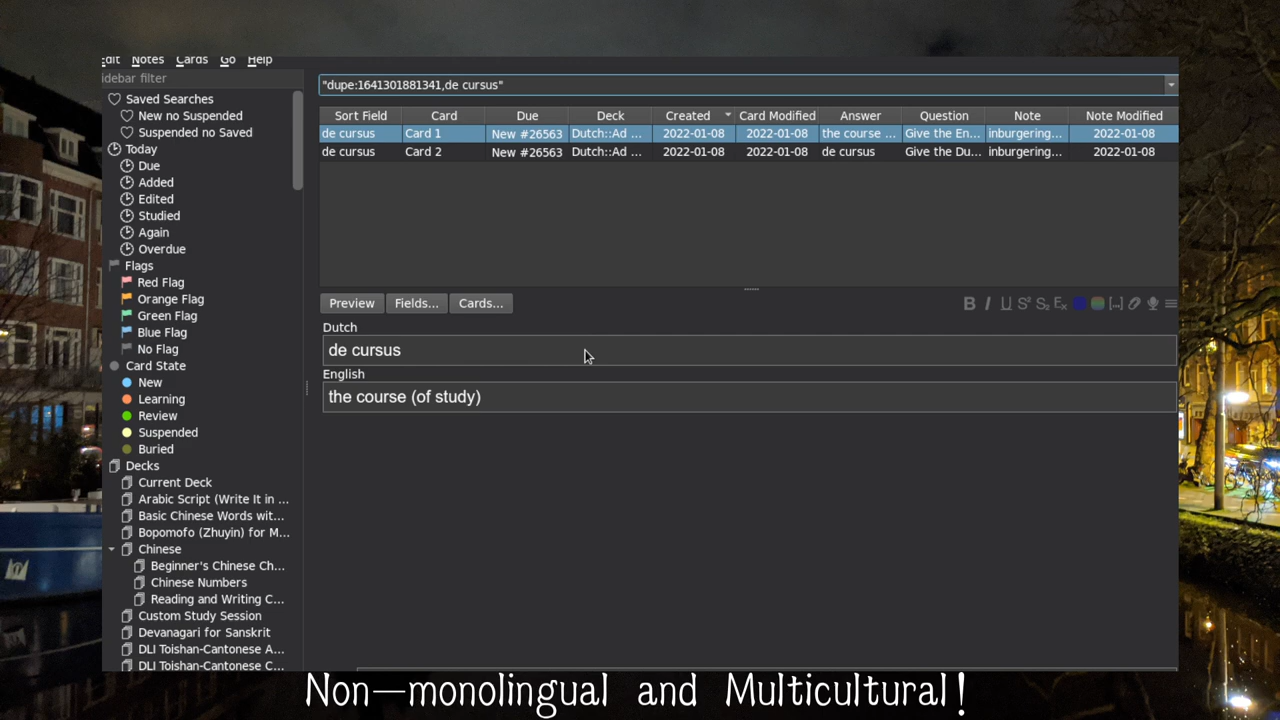 Edit Notes Cards Go Help
idebar filter
Saved Searches
New no Suspended
Suspended no Saved
Today
Due
Added
Edited
Studied
Again
Overdue
Flags
Red Flag
Orange Flag
Green Flag
Blue Flag
No Flag
Card State
New
Learning
Review
Suspended
Buried
Decks
Current Deck
Arabic Script (Write It in ...
Basic Chinese Words wit...
Bopomofo (Zhuyin) for M...
Chinese
Beginner's Chinese Ch...
Chinese Numbers
Reading and Writing C...
Custom Study Session
Devanagari for Sanskrit
DLI Toishan-Cantonese A...
DLI Toishan-Cantonese C...
"dupe:1641301881341,de cursus"
Sort Field Card Due Deck Created Card Modified Answer Question Note Note Modified
de cursus Card 1 New #26563 Dutch::Ad ... 2022-01-08 2022-01-08 the course ... Give the En... inburgering... 2022-01-08
de cursus Card 2 New #26563 Dutch::Ad ... 2022-01-08 2022-01-08 de cursus Give the Du... inburgering... 2022-01-08
Preview Fields... Cards... B I U S² S₂ Ex [...]
Dutch
de cursus
English
the course (of study)
Non—monolingual and Multicultural!